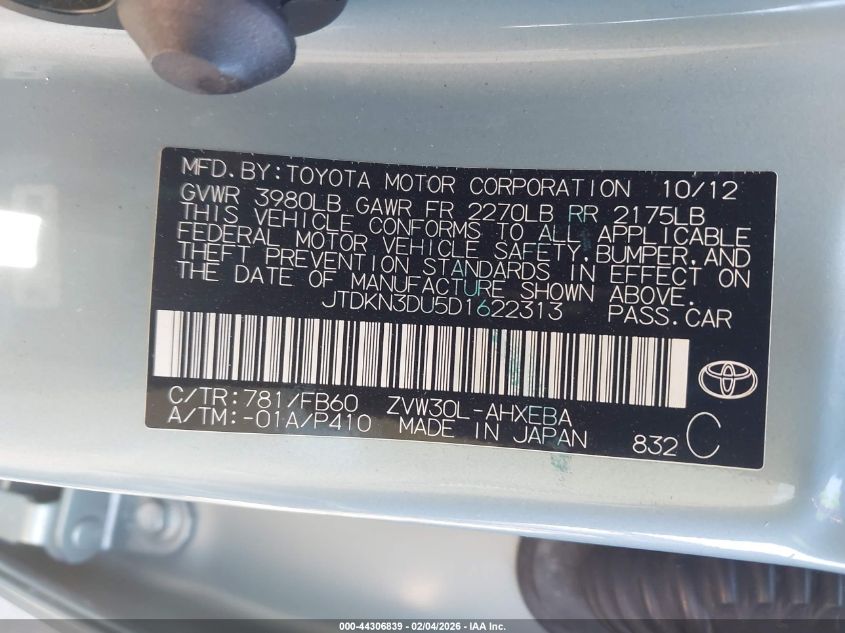 MFD.BY:TOYOTA MOTOR CORPORATION 10/12
GVWR 3980LB GAWR FR 2270LB RR 2175LB
THIS VEHICLE CONFORMS TO ALL APPLICABLE
FEDERAL MOTOR VEHICLE SAFETY,BUMPER,AND
THEFT PREVENTION STANDARDS IN EFFECT ON
THE DATE OF MANUFACTURE SHOWN ABOVE.
JTDKN3DU5D1622313 PASS.CAR
C/TR:781/FB60 ZVW30L-AHXEBA
A/TM:-01A/P410 MADE IN JAPAN 832 C
000-44306839 - 02/04/2026 - IAA Inc.